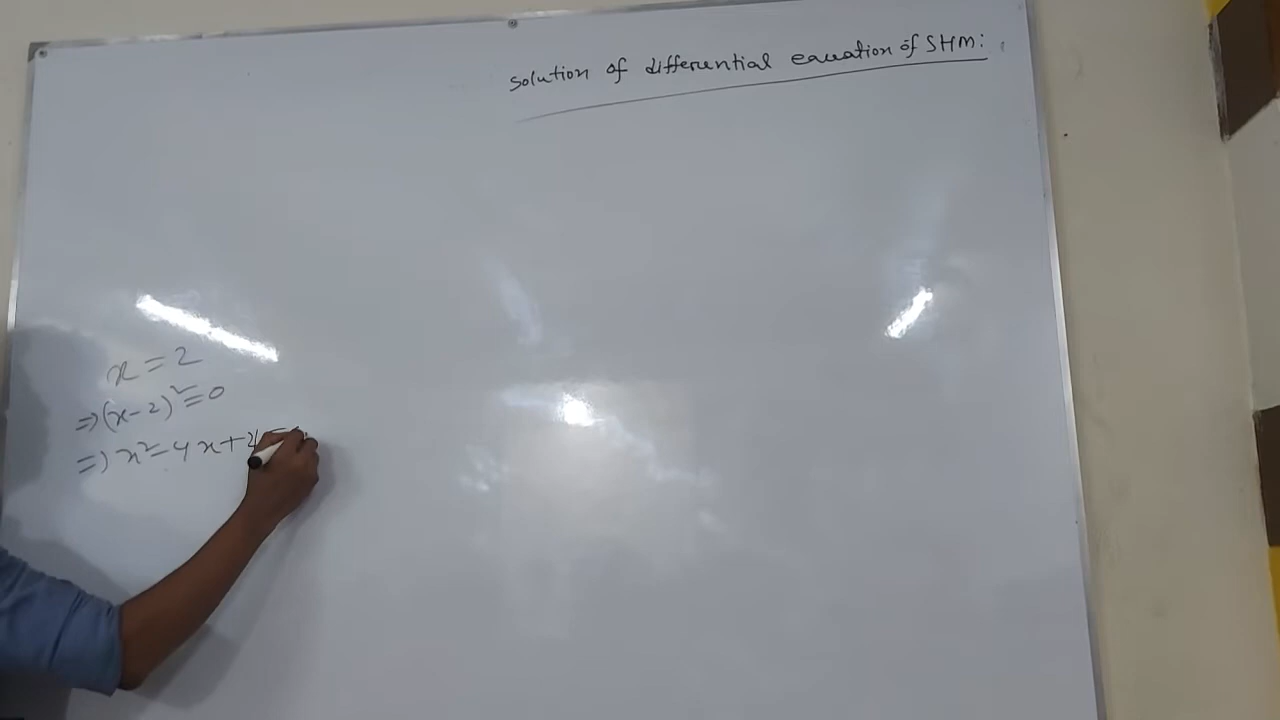 Solution of differential equation of SHM:
x = 2
⇒ (x-2)² = 0
⇒ x² - 4x + 4 =